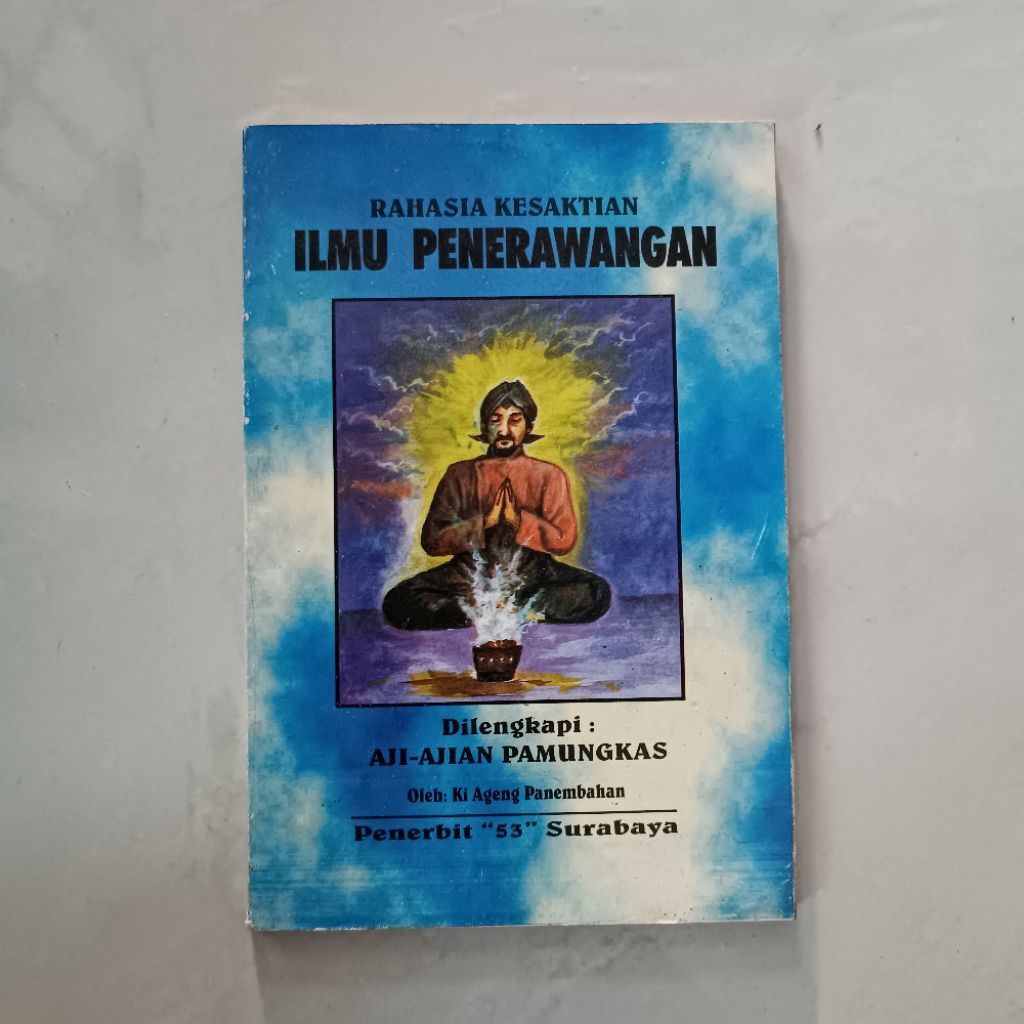 RAHASIA KESAKTIAN
ILMU PENERAWANGAN
Dilengkapi :
AJI-AJIAN PAMUNGKAS
Oleh: Ki Ageng Panembahan
Penerbit "53" Surabaya